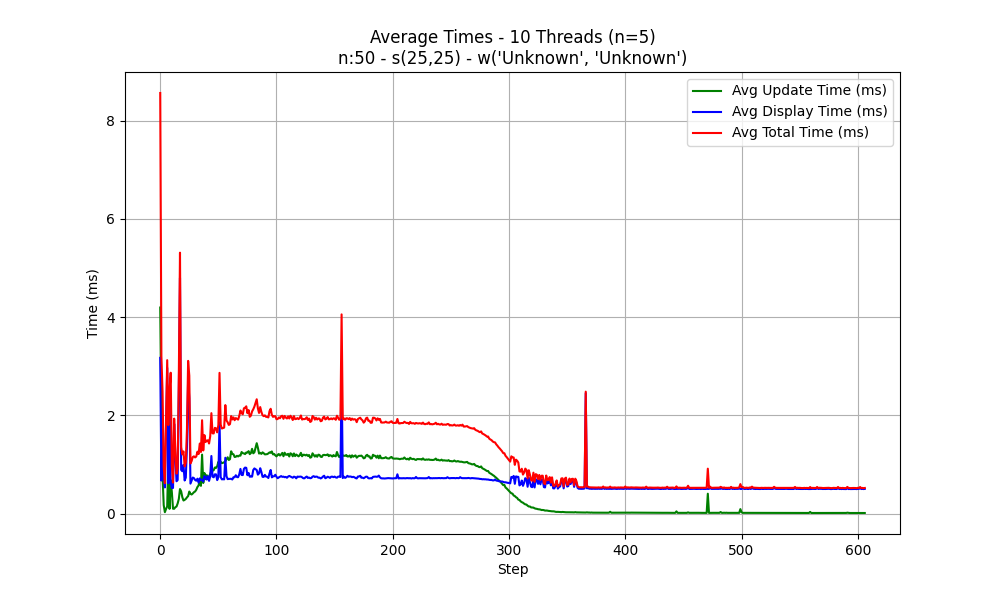 Average Times - 10 Threads (n=5)
n:50 - s(25,25) - w('Unknown', 'Unknown')
Avg Update Time (ms)
Avg Display Time (ms)
Avg Total Time (ms)
Time (ms)
8
6
4
2
0
0 100 200 300 400 500 600
Step